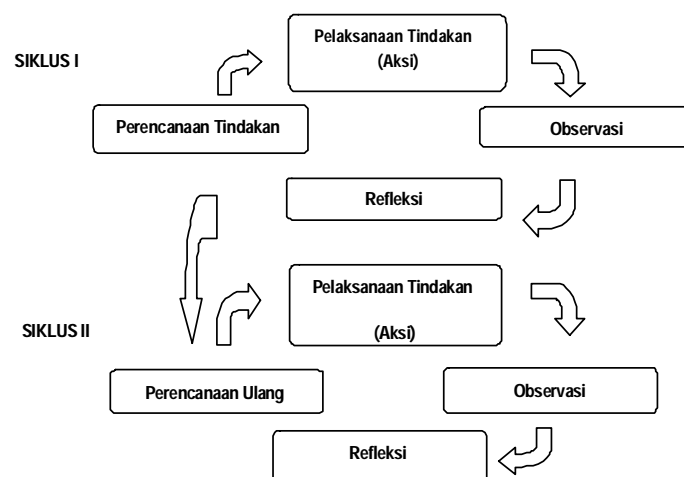 SIKLUS I
Pelaksanaan Tindakan
(Aksi)
Perencanaan Tindakan
Observasi
Refleksi
SIKLUS II
Pelaksanaan Tindakan
(Aksi)
Perencanaan Ulang
Observasi
Refleksi